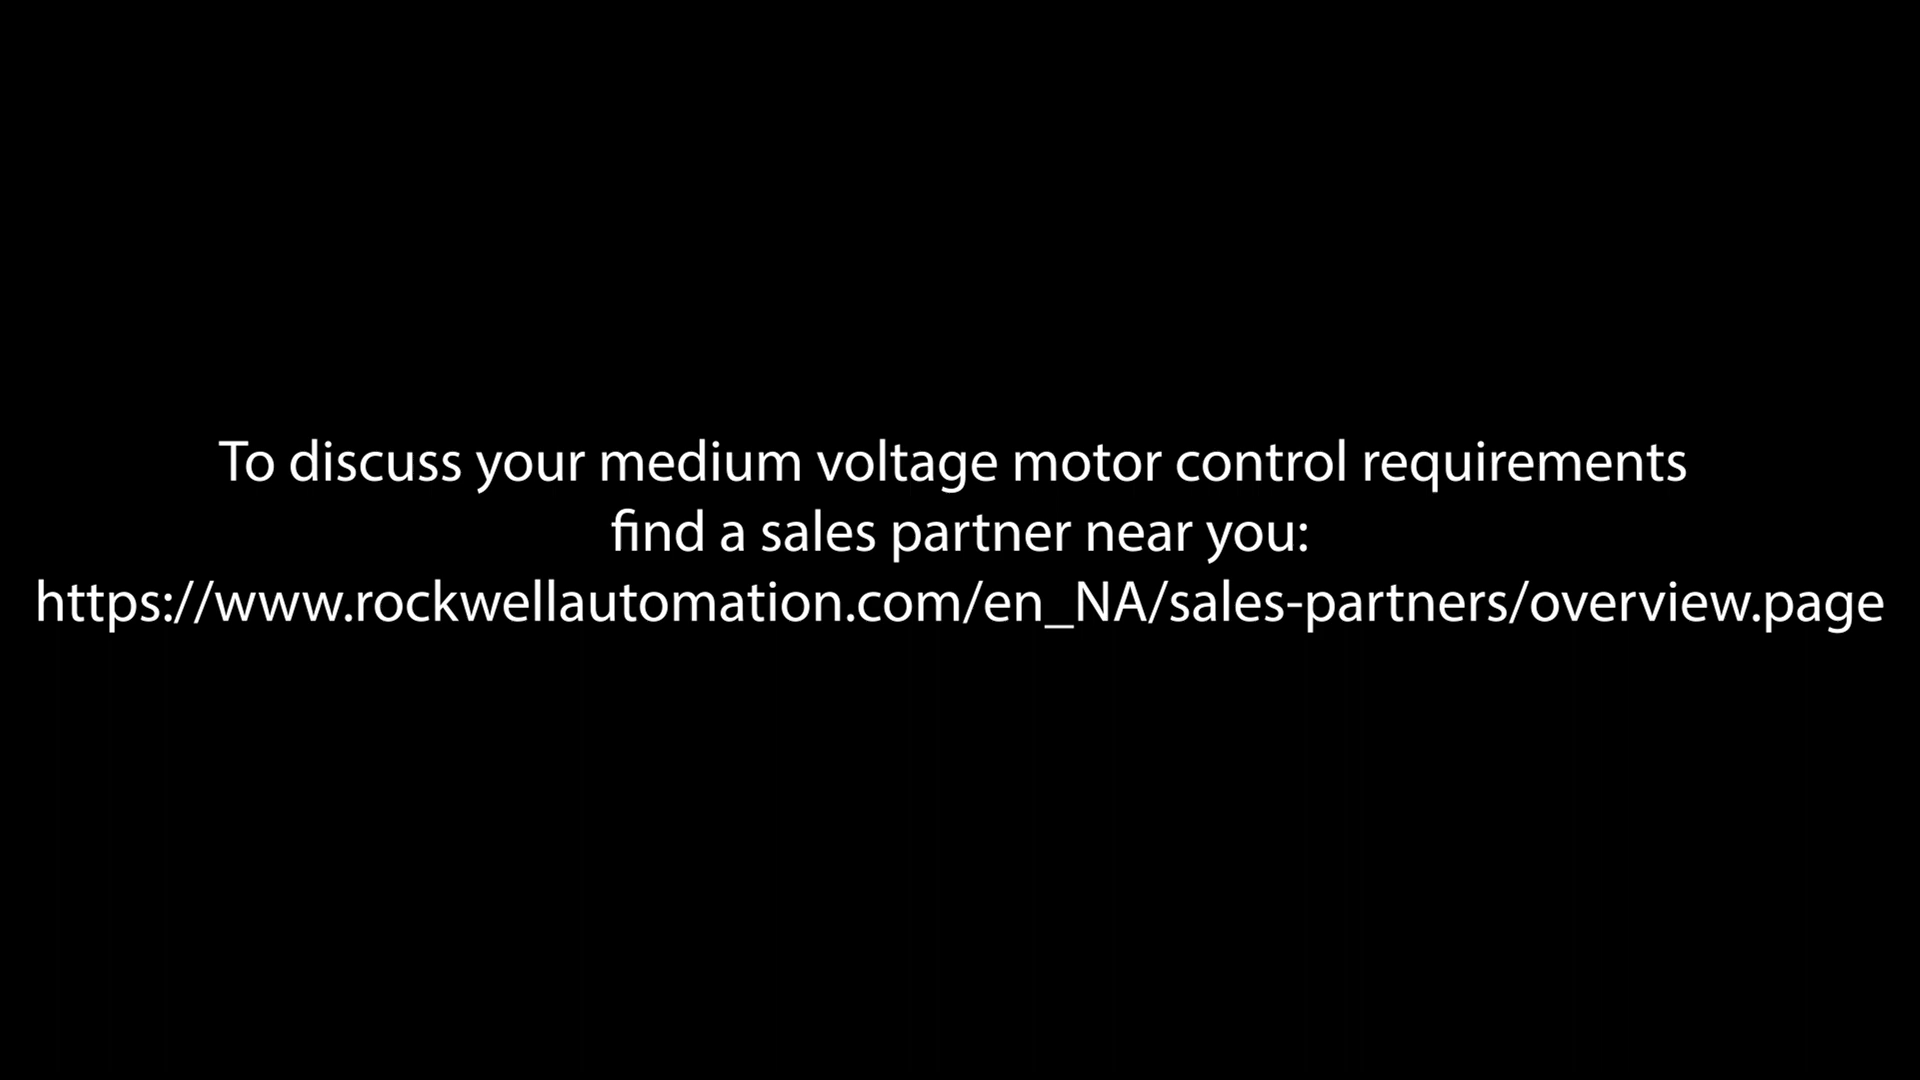 To discuss your medium voltage motor control requirements
find a sales partner near you:
https://www.rockwellautomation.com/en_NA/sales-partners/overview.page